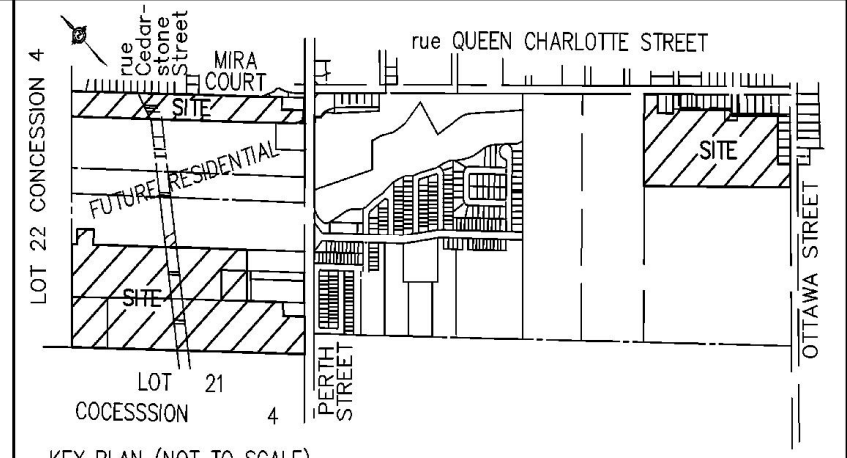 rue QUEEN CHARLOTTE STREET
rue
Cedar-
stone
Street
MIRA
COURT
LOT 22 CONCESSION 4
SITE
SITE
FUTURE RESIDENTIAL
SITE
OTTAWA STREET
PERTH
STREET
LOT 21
COCESSSION 4
KEY PLAN (NOT TO SCALE)